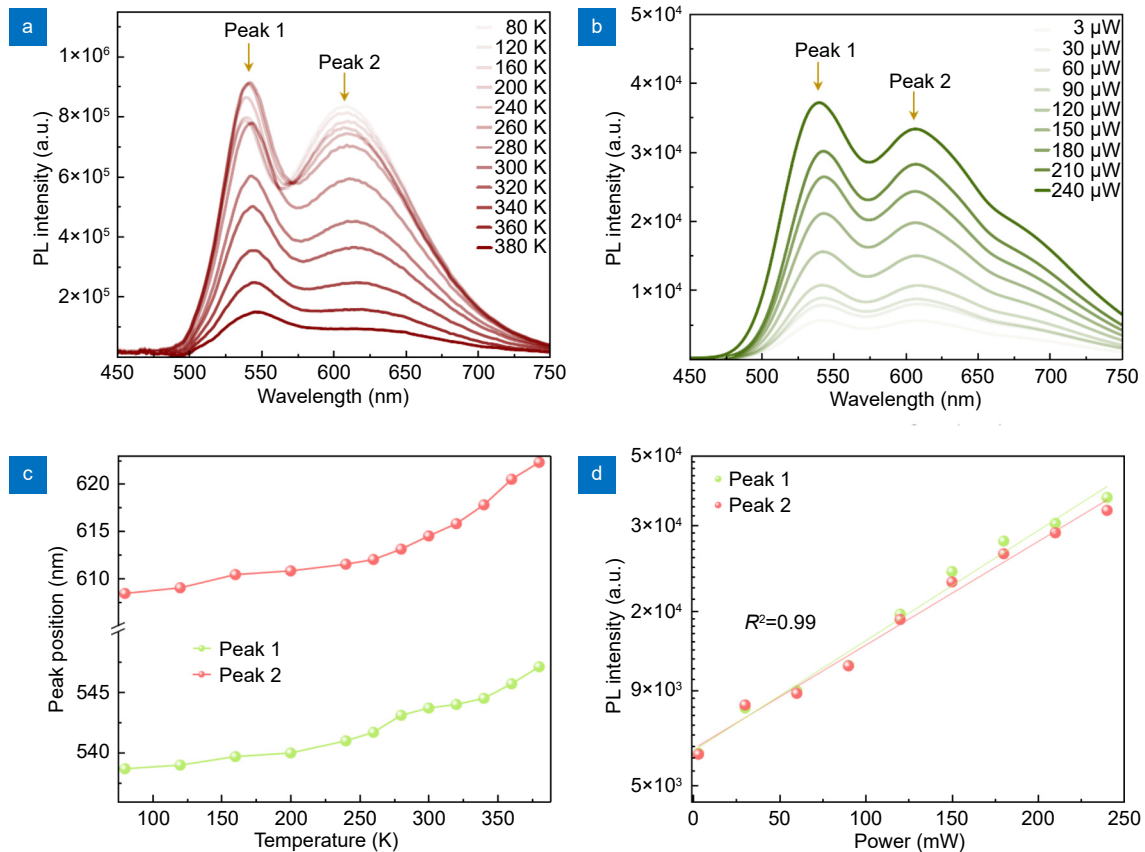 a
Peak 1
Peak 2
80 K
120 K
160 K
200 K
240 K
260 K
280 K
300 K
320 K
340 K
360 K
380 K
1×10⁶
8×10⁵
6×10⁵
4×10⁵
2×10⁵
PL intensity (a.u.)
450 500 550 600 650 700 750
Wavelength (nm)
b
Peak 1
Peak 2
3 μW
30 μW
60 μW
90 μW
120 μW
150 μW
180 μW
210 μW
240 μW
5×10⁴
4×10⁴
3×10⁴
2×10⁴
1×10⁴
PL intensity (a.u.)
450 500 550 600 650 700 750
Wavelength (nm)
c
620
615
610
545
540
Peak position (nm)
Peak 1
Peak 2
100 150 200 250 300 350
Temperature (K)
d
Peak 1
Peak 2
R²=0.99
5×10⁴
3×10⁴
2×10⁴
9×10³
5×10³
PL intensity (a.u.)
0 50 100 150 200 250
Power (mW)